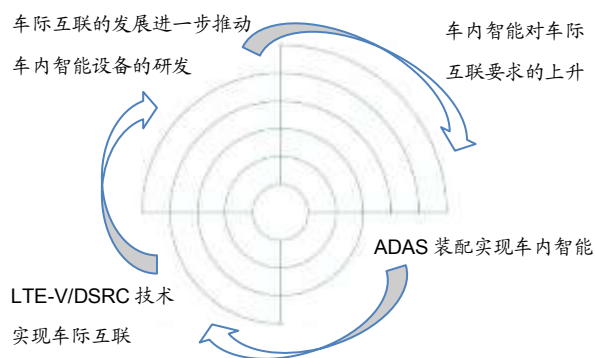 车际互联的发展进一步推动
车内智能设备的研发
车内智能对车际
互联要求的上升
ADAS 装配实现车内智能
LTE-V/DSRC 技术
实现车际互联